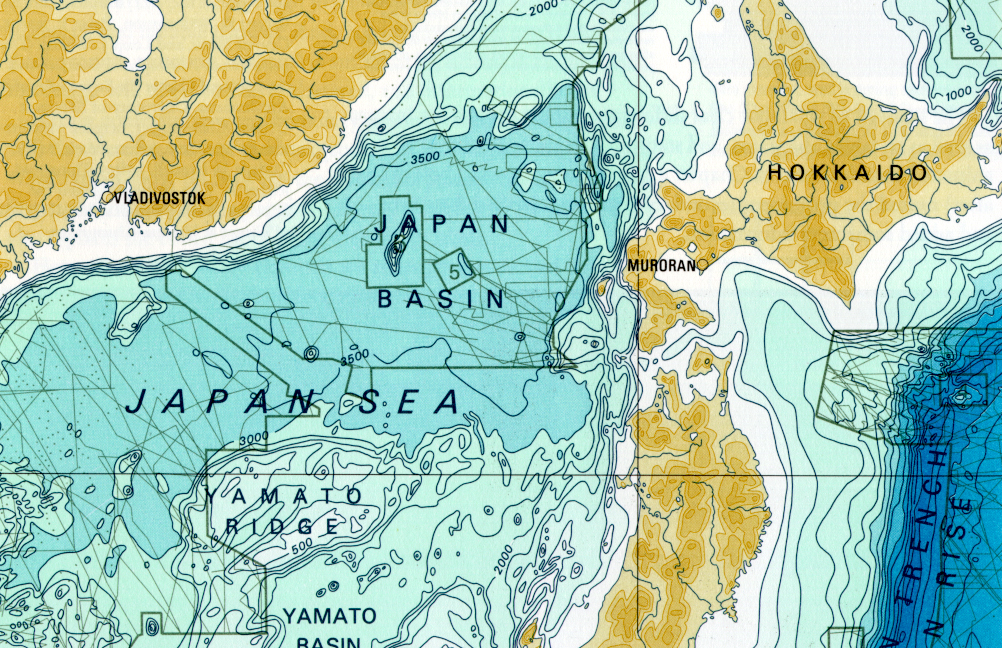 2000
2000
1000
3500
HOKKAIDO
VLADIVOSTOK
JAPAN
MURORAN
5
BASIN
3500
JAPAN SEA
3000
YAMATO
RIDGE
500
2000
TRENCH
RISE
YAMATO
BASIN
N
N